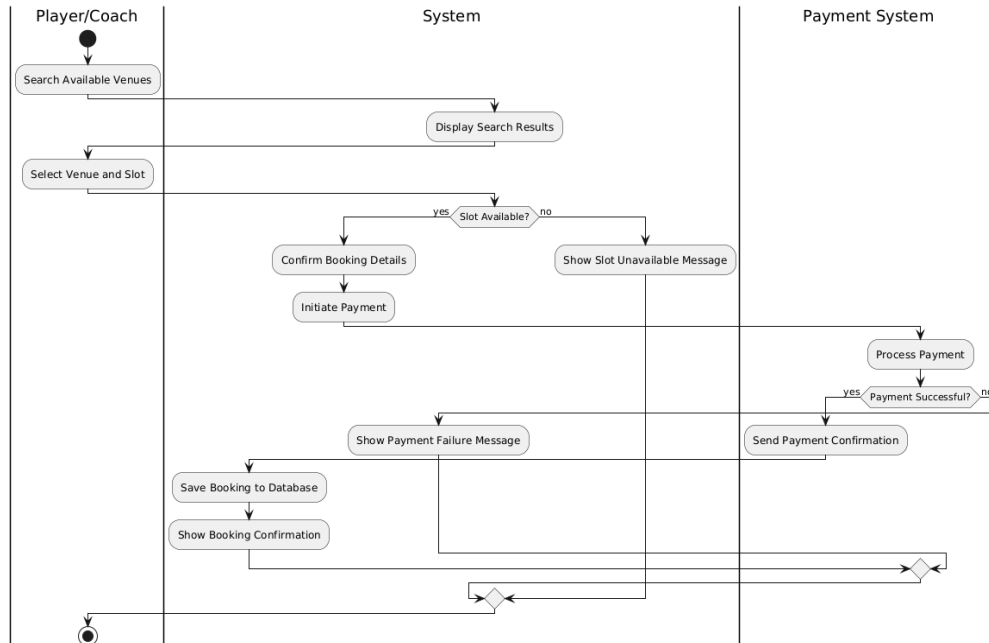 Player/Coach
System
Payment System
Search Available Venues
Display Search Results
Select Venue and Slot
yes
Slot Available?
no
Confirm Booking Details
Show Slot Unavailable Message
Initiate Payment
Process Payment
yes
Payment Successful?
no
Show Payment Failure Message
Send Payment Confirmation
Save Booking to Database
Show Booking Confirmation